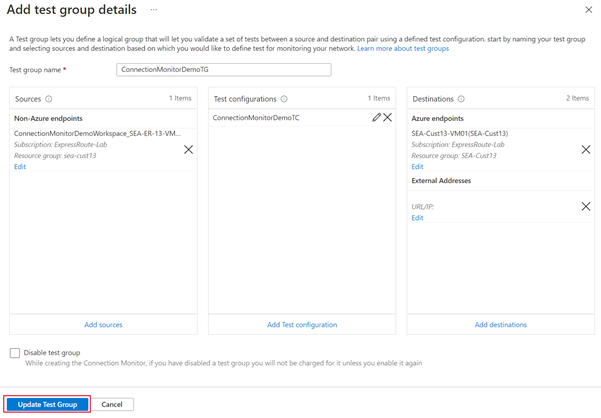 Add test group details ...
A Test group lets you define a logical group that will let you validate a set of tests between a source and destination pair using a defined test configuration. start by naming your test group
and selecting sources and destination based on which you would like to define test for monitoring your network. Learn more about test groups
Test group name *
ConnectionMonitorDemoTG
Sources
1 Items
Non-Azure endpoints
ConnectionMonitorDemoWorkspace_SEA-ER-13-VM...
Subscription: ExpressRoute-Lab
Resource group: sea-cust13
Edit
Add sources
Test configurations
1 Items
ConnectionMonitorDemoTC
Add Test configuration
Destinations
2 Items
Azure endpoints
SEA-Cust13-VM01(SEA-Cust13)
Subscription: ExpressRoute-Lab
Resource group: SEA-Cust13
Edit
External Addresses
URL/IP:
Edit
Add destinations
Disable test group
While creating the Connection Monitor, if you have disabled a test group you will not be charged for it unless you enable it again
Update Test Group
Cancel